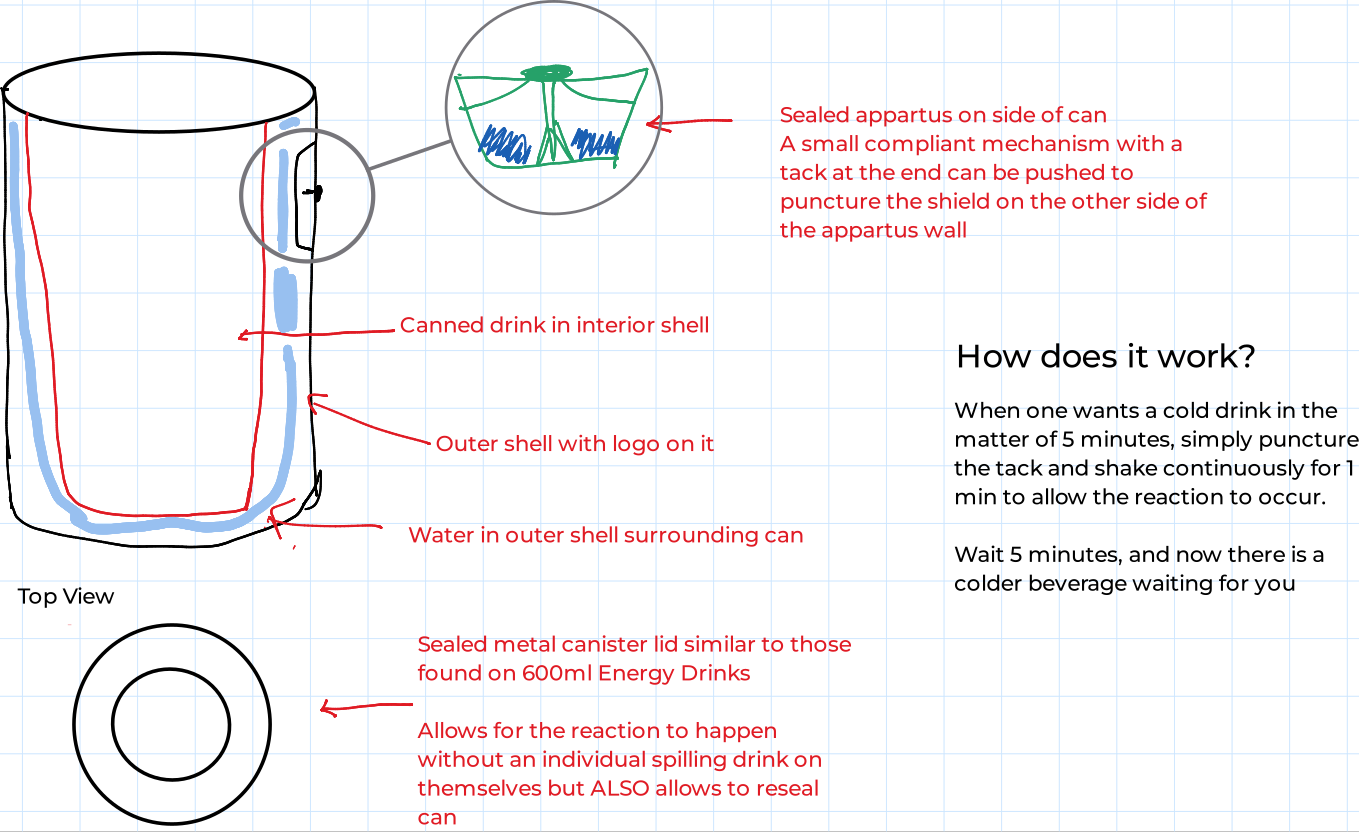 Sealed appartus on side of can
A small compliant mechanism with a
tack at the end can be pushed to
puncture the shield on the other side of
the appartus wall
Canned drink in interior shell
Outer shell with logo on it
Water in outer shell surrounding can
How does it work?
When one wants a cold drink in the
matter of 5 minutes, simply puncture
the tack and shake continuously for 1
min to allow the reaction to occur.
Wait 5 minutes, and now there is a
colder beverage waiting for you
Top View
Sealed metal canister lid similar to those
found on 600ml Energy Drinks
Allows for the reaction to happen
without an individual spilling drink on
themselves but ALSO allows to reseal
can